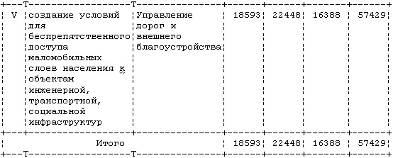 V создание условий Управление 18593 22448 16388 57429
для дорог и
беспрепятственного внешнего
доступа благоустройства
маломобильных
слоев населения к
объектам
инженерной,
транспортной,
социальной
инфраструктур
Итого 18593 22448 16388 57429